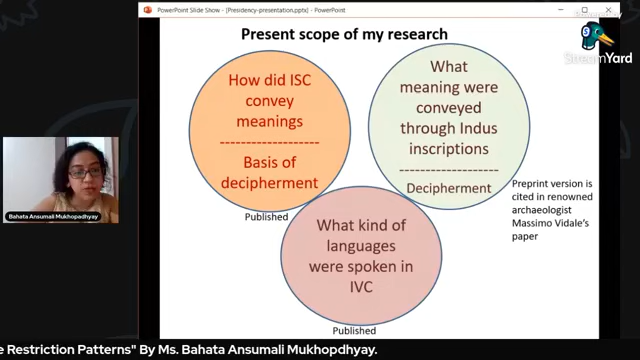 PowerPoint Slide Show - [Presidency-presentation.pptx] - PowerPoint
Present scope of my research
StreamYard
How did ISC
convey
meanings
-------------------
Basis of
decipherment
Published
What
meaning were
conveyed
through Indus
inscriptions
-------------------
Decipherment
Preprint version is
cited in renowned
archaeologist
Massimo Vidale's
paper
What kind of
languages
were spoken in
IVC
Published
Bahata Ansumali Mukhopadhyay
e Restriction Patterns" By Ms. Bahata Ansumali Mukhopdhyay.